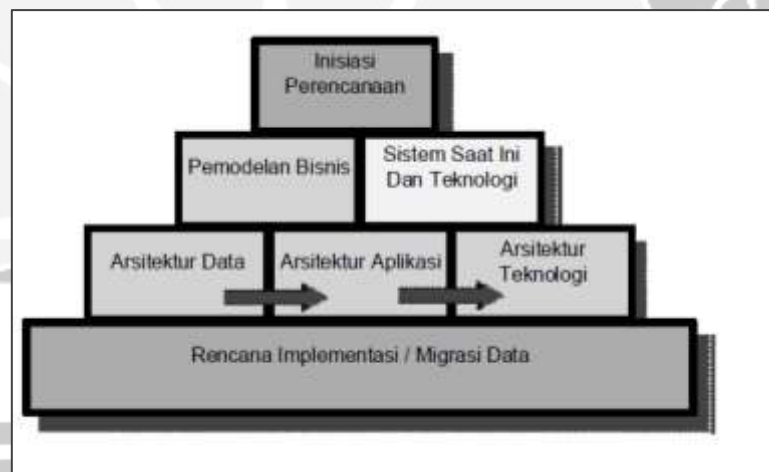 Inisiasi
Perencanaan
Pemodelan Bisnis
Sistem Saat Ini
Dan Teknologi
Arsitektur Data
Arsitektur Aplikasi
Arsitektur
Teknologi
Rencana Implementasi / Migrasi Data